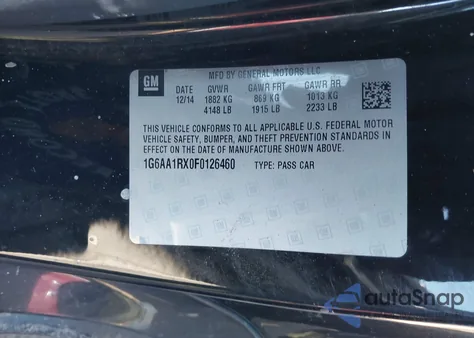 MFD BY GENERAL MOTORS LLC
GM
DATE GVWR GAWR FRT GAWR RR
12/14 1882 KG 869 KG 1013 KG
4148 LB 1915 LB 2233 LB
THIS VEHICLE CONFORMS TO ALL APPLICABLE U.S. FEDERAL MOTOR
VEHICLE SAFETY, BUMPER, AND THEFT PREVENTION STANDARDS IN
EFFECT ON THE DATE OF MANUFACTURE SHOWN ABOVE.
1G6AA1RX0F0126460 TYPE: PASS CAR
autoSnap